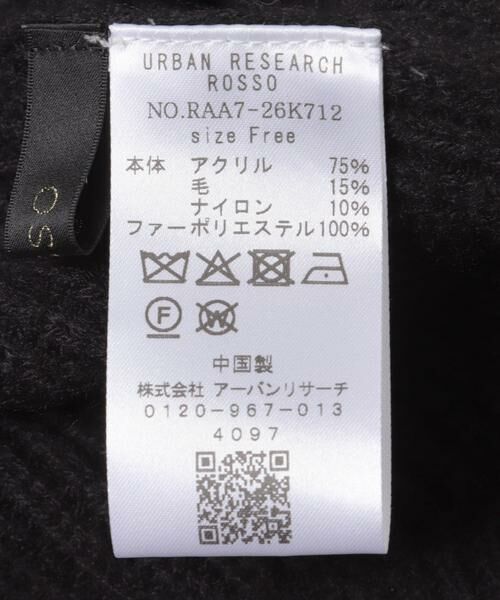 URBAN RESEARCH
ROSSO
NO.RAA7-26K712
size Free
本体 アクリル 75%
毛 15%
ナイロン 10%
ファーポリエステル100%
F W
中国製
株式会社 アーバンリサーチ
0120-967-013
4097
OS